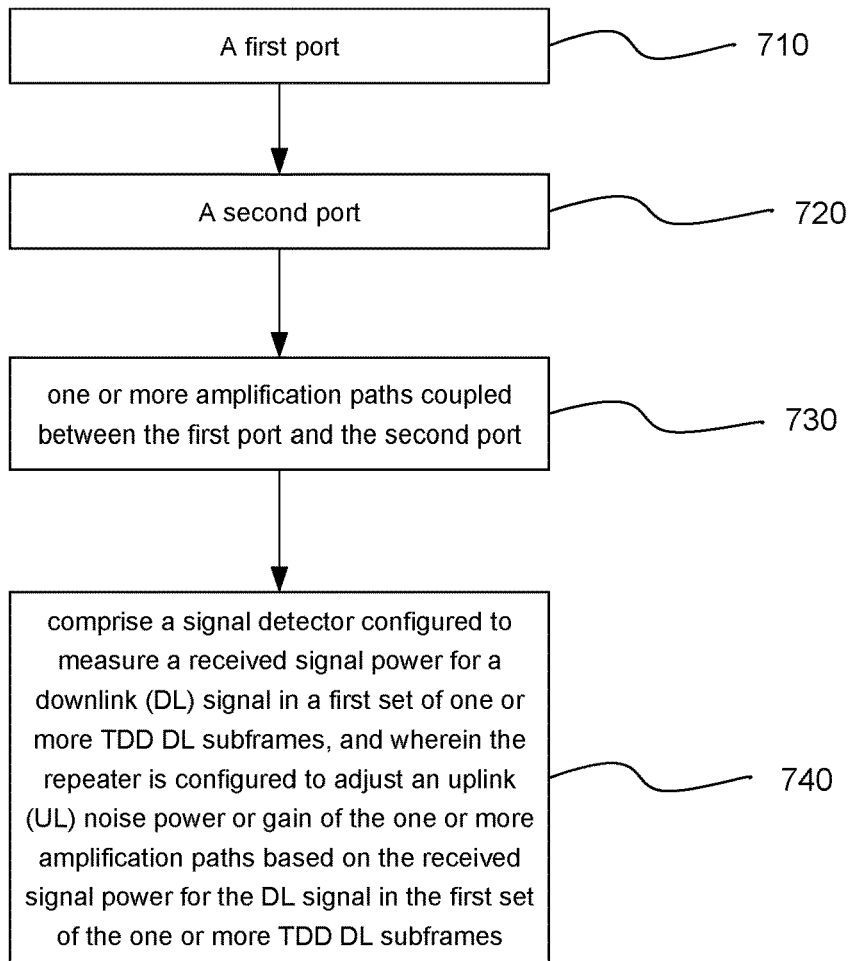 A first port
710
A second port
720
one or more amplification paths coupled
between the first port and the second port
730
comprise a signal detector configured to
measure a received signal power for a
downlink (DL) signal in a first set of one or
more TDD DL subframes, and wherein the
repeater is configured to adjust an uplink
(UL) noise power or gain of the one or more
amplification paths based on the received
signal power for the DL signal in the first set
of the one or more TDD DL subframes
740